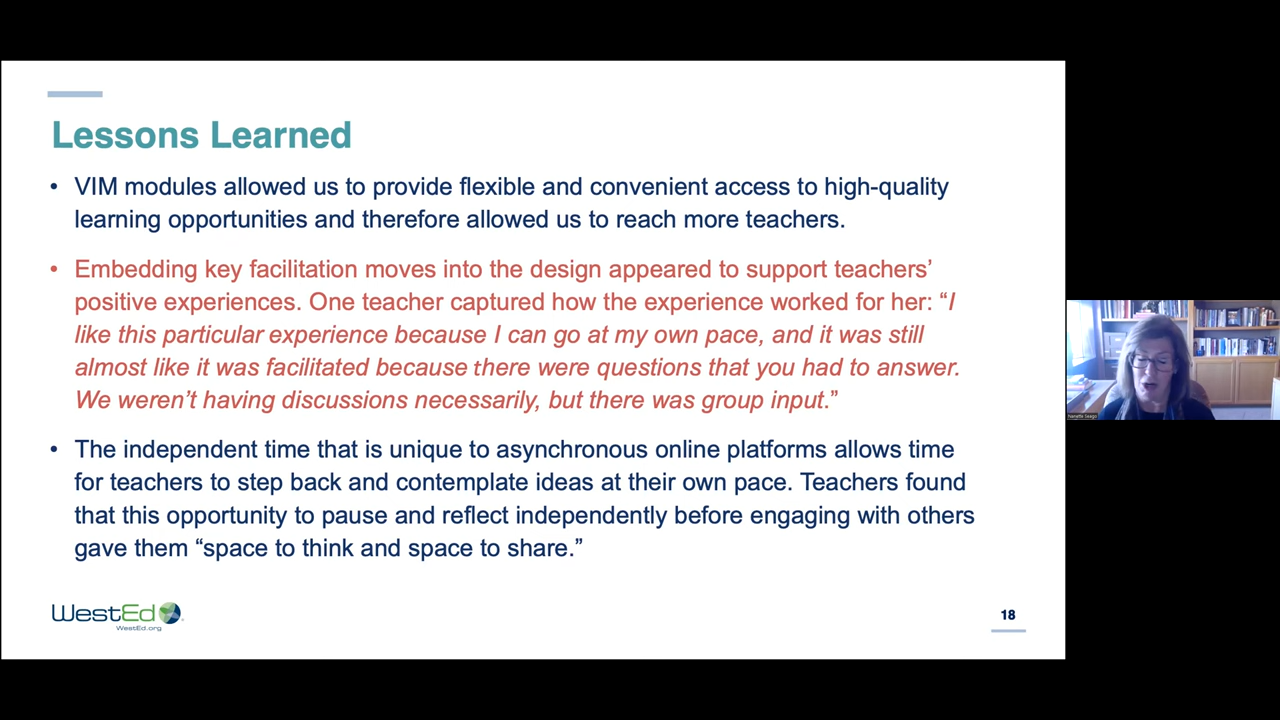 Lessons Learned
• VIM modules allowed us to provide flexible and convenient access to high-quality
learning opportunities and therefore allowed us to reach more teachers.
• Embedding key facilitation moves into the design appeared to support teachers’
positive experiences. One teacher captured how the experience worked for her: “I
like this particular experience because I can go at my own pace, and it was still
almost like it was facilitated because there were questions that you had to answer.
We weren’t having discussions necessarily, but there was group input.”
• The independent time that is unique to asynchronous online platforms allows time
for teachers to step back and contemplate ideas at their own pace. Teachers found
that this opportunity to pause and reflect independently before engaging with others
gave them “space to think and space to share.”
WestEd
WestEd.org
18
Nanette Seago